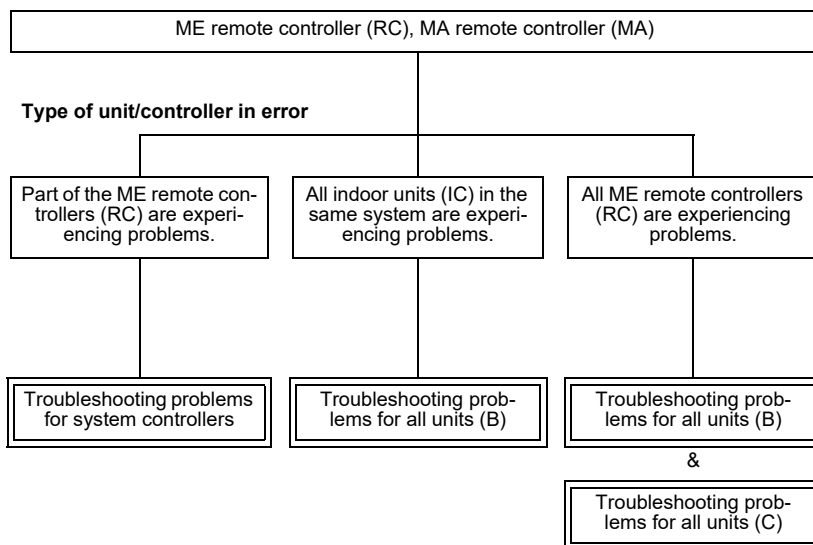 ME remote controller (RC), MA remote controller (MA)
Type of unit/controller in error
Part of the ME remote con-
trollers (RC) are experi-
encing problems.
All indoor units (IC) in the
same system are experi-
encing problems.
All ME remote controllers
(RC) are experiencing
problems.
Troubleshooting problems
for system controllers
Troubleshooting prob-
lems for all units (B)
Troubleshooting prob-
lems for all units (B)
&
Troubleshooting prob-
lems for all units (C)